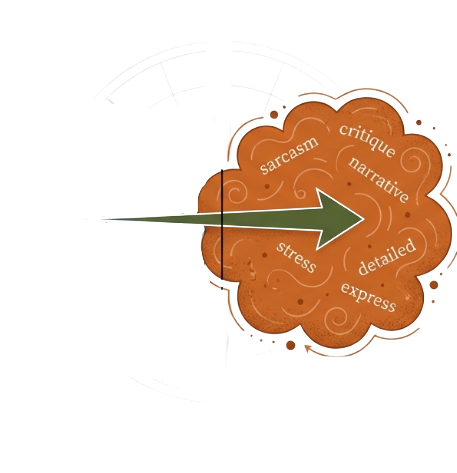 sarcasm
critique
narrative
stress
detailed
express